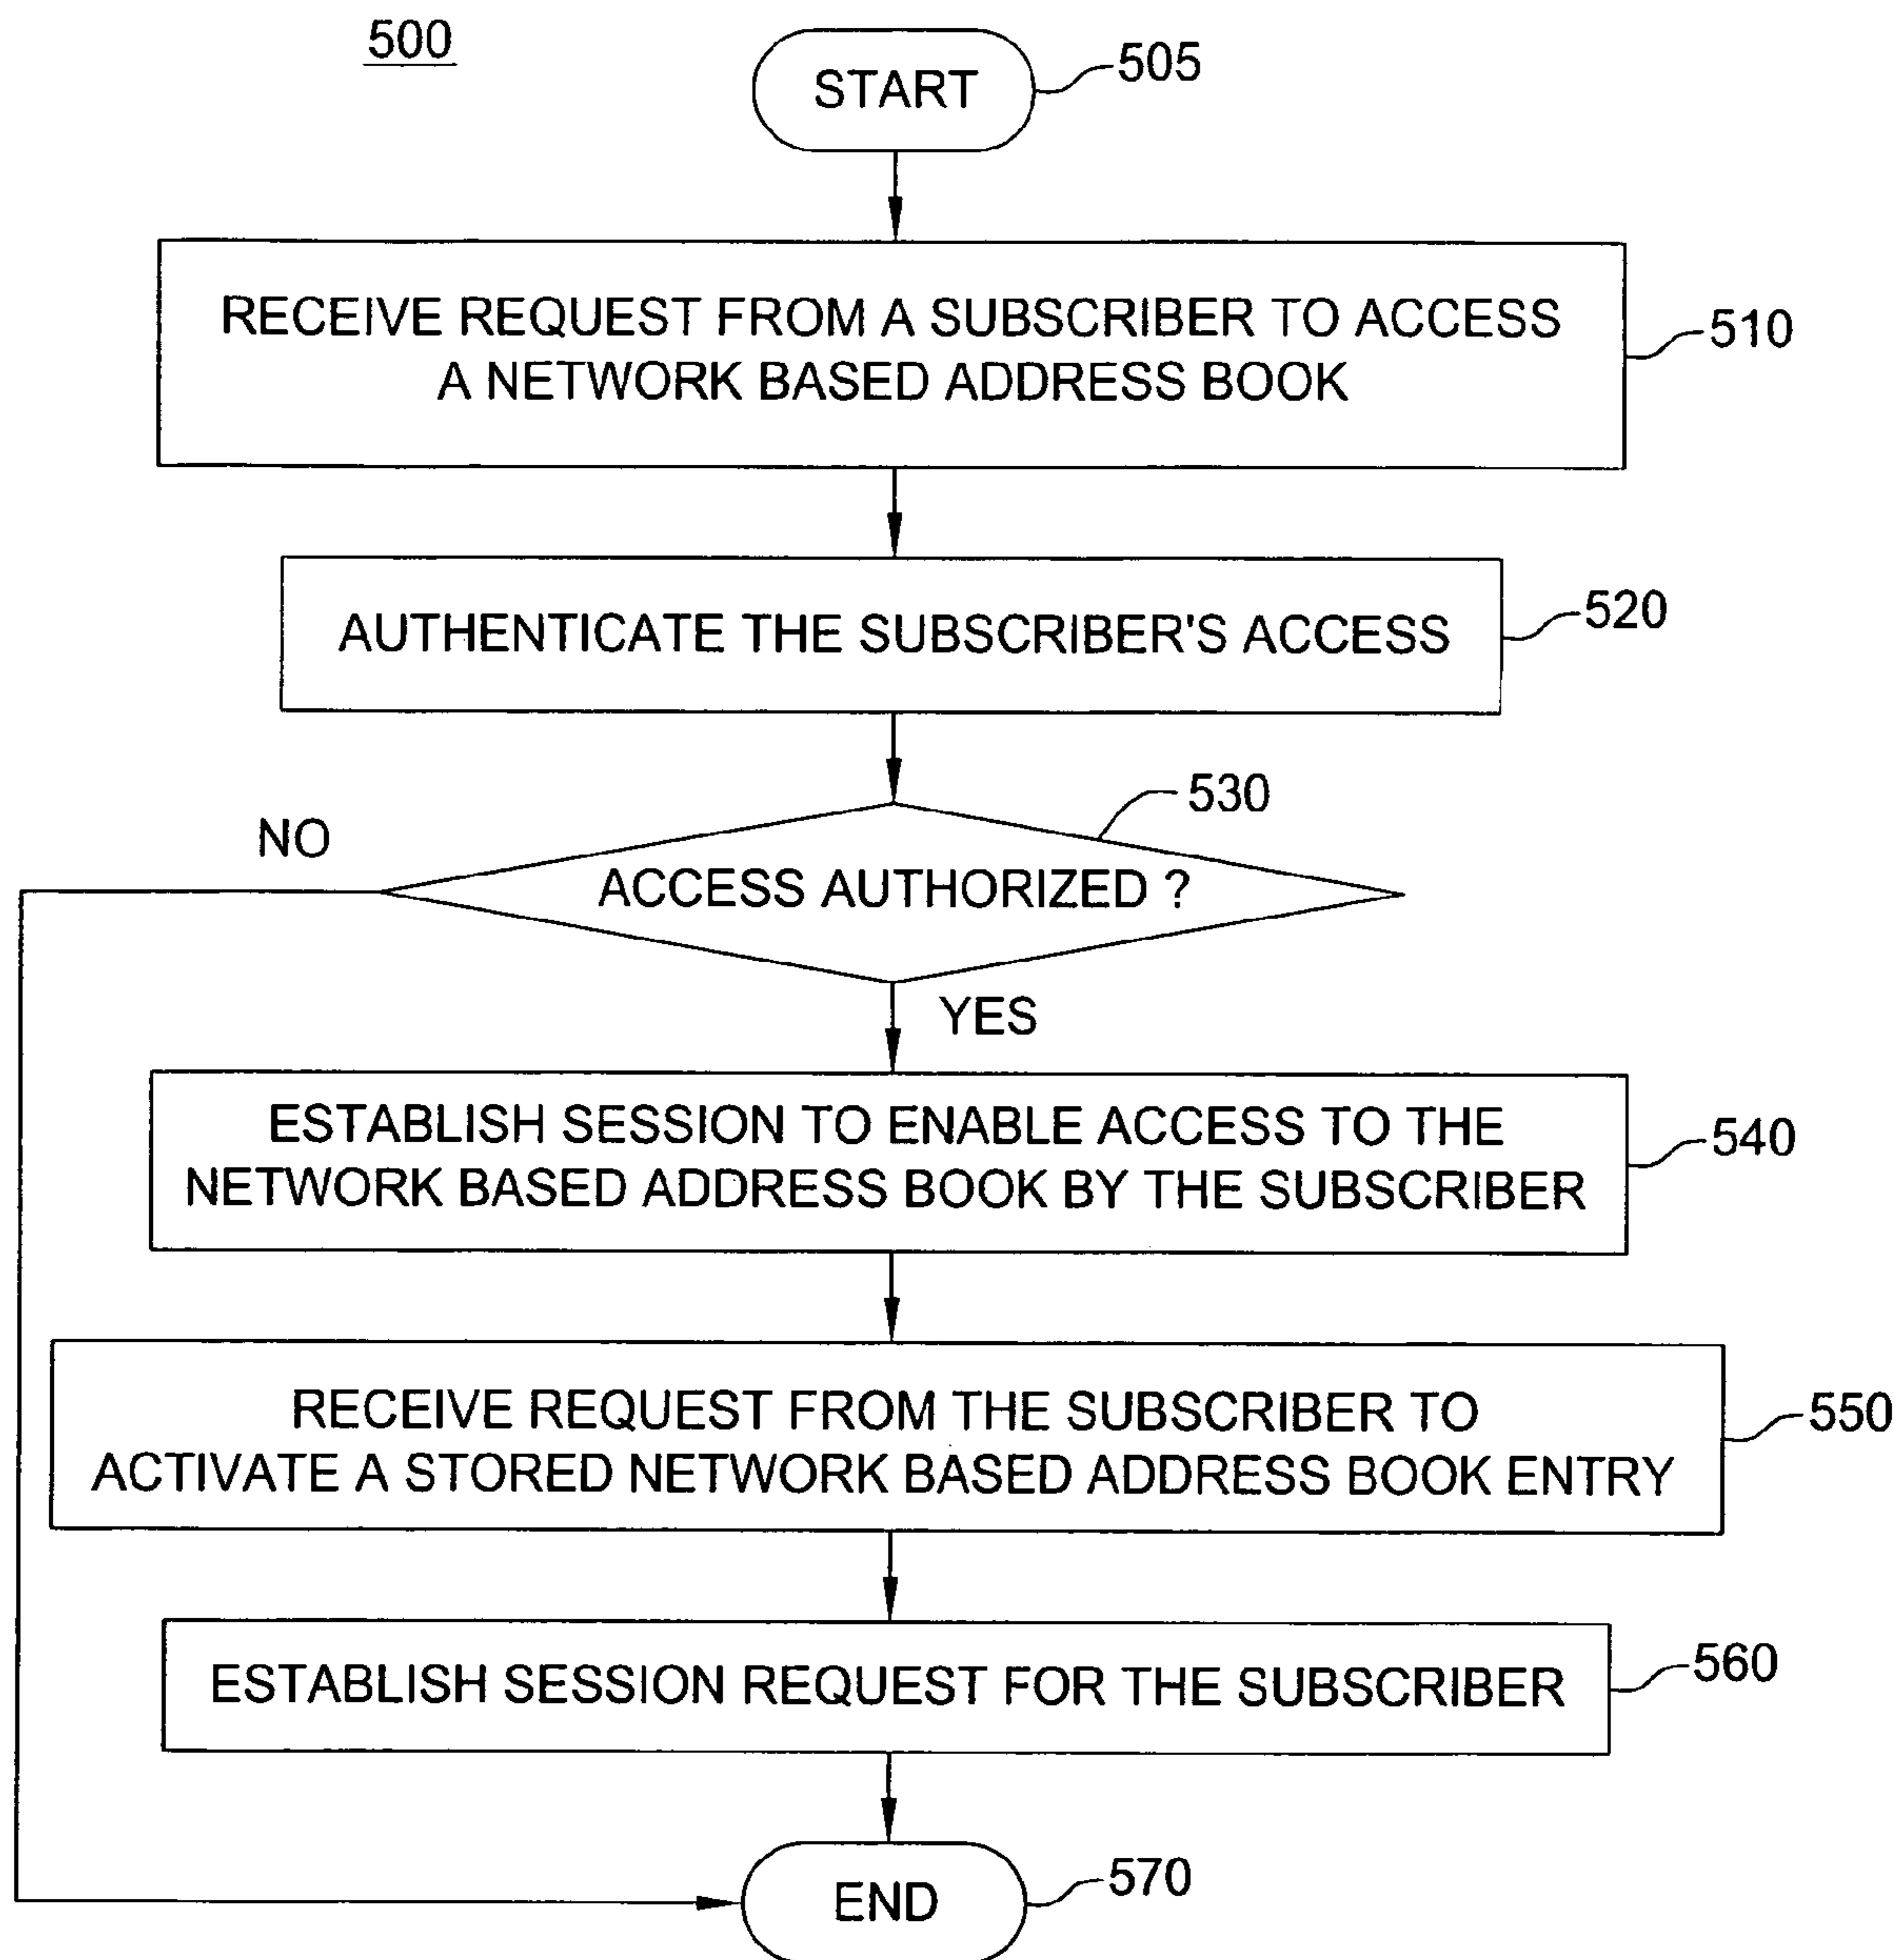 500
START
505
RECEIVE REQUEST FROM A SUBSCRIBER TO ACCESS
A NETWORK BASED ADDRESS BOOK
510
AUTHENTICATE THE SUBSCRIBER'S ACCESS
520
530
NO
ACCESS AUTHORIZED ?
YES
ESTABLISH SESSION TO ENABLE ACCESS TO THE
NETWORK BASED ADDRESS BOOK BY THE SUBSCRIBER
540
RECEIVE REQUEST FROM THE SUBSCRIBER TO
ACTIVATE A STORED NETWORK BASED ADDRESS BOOK ENTRY
550
ESTABLISH SESSION REQUEST FOR THE SUBSCRIBER
560
END
570